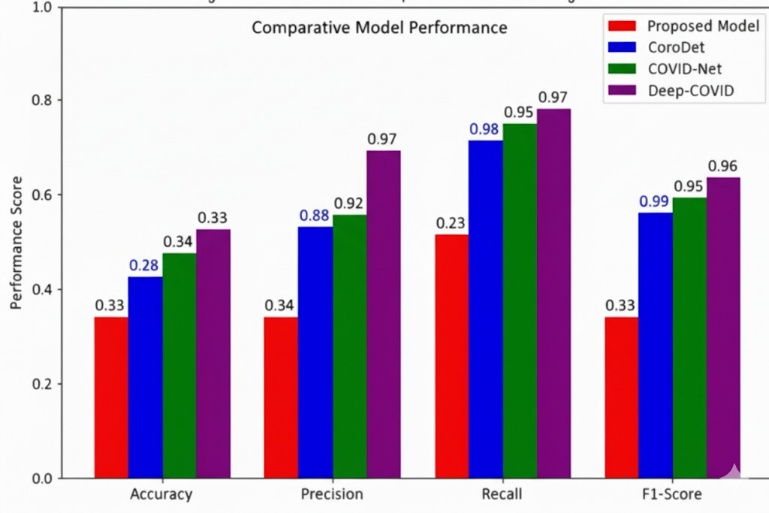 Comparative Model Performance
Proposed Model
CoroDet
COVID-Net
Deep-COVID
Performance Score
1.0
0.8
0.6
0.4
0.2
0.0
0.33
0.28
0.34
0.33
0.34
0.88
0.92
0.97
0.23
0.98
0.95
0.97
0.33
0.99
0.95
0.96
Accuracy
Precision
Recall
F1-Score